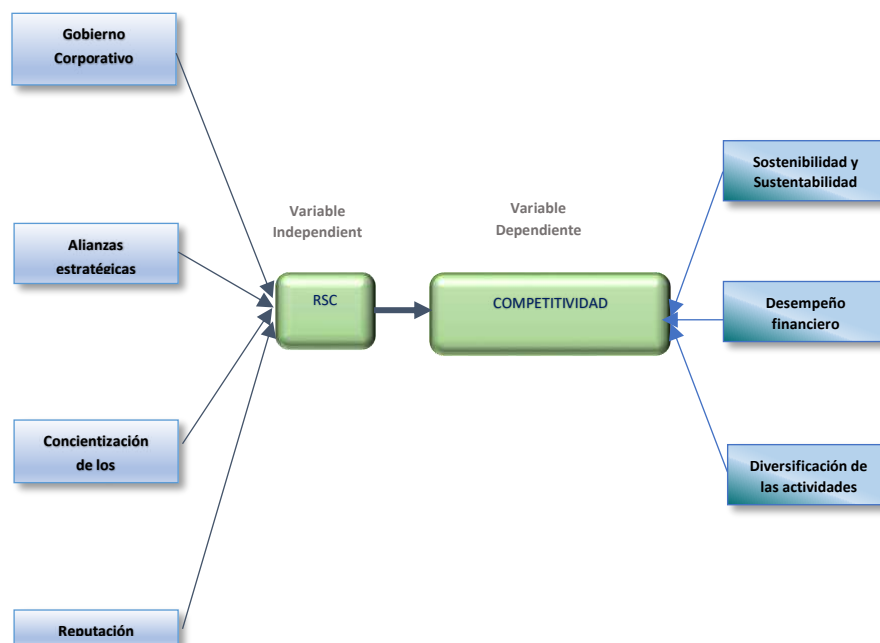 Gobierno
Corporativo
Alianzas
estratégicas
Concientización
de los
Reputación
Variable
Independient
RSC
Variable
Dependiente
COMPETITIVIDAD
Sostenibilidad y
Sustentabilidad
Desempeño
financiero
Diversificación de
las actividades